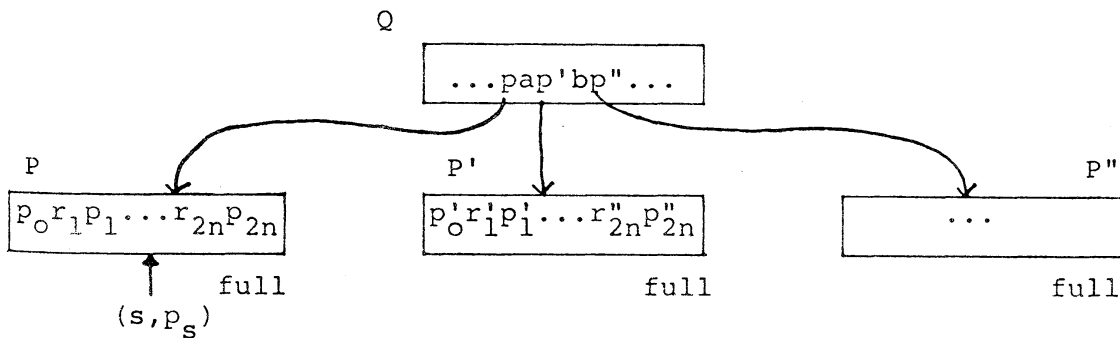 Q
...pap'bp"...
P P' P"
p₀r₁p₁...r₂ₙp₂ₙ p'₀r'₁p'₁...r"₂ₙp"₂ₙ ...
full full full
(s,pₛ)